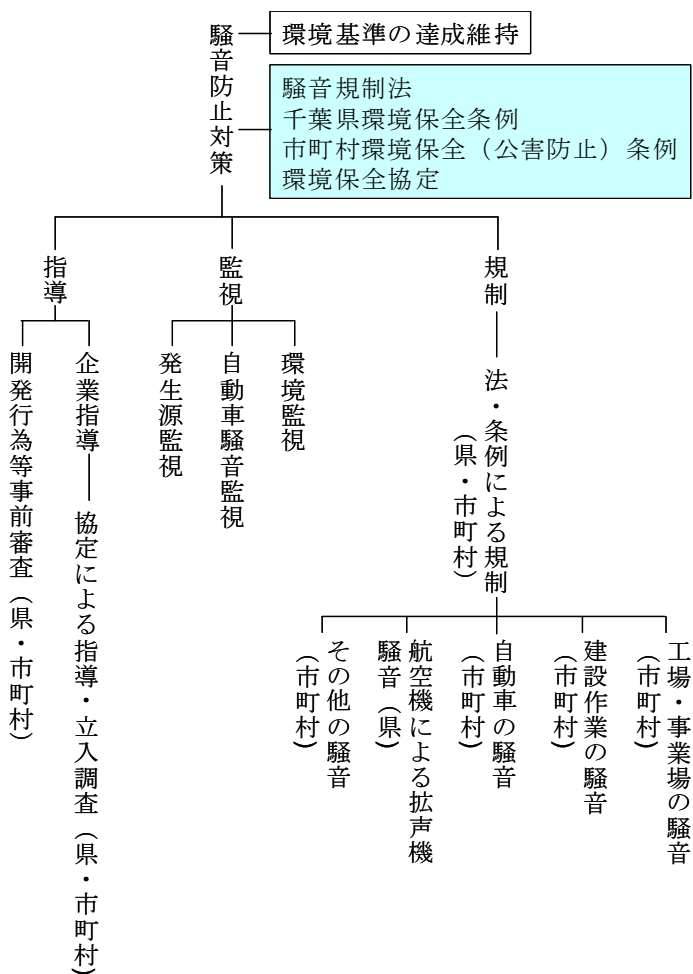 騒音防止対策
環境基準の達成維持
騒音規制法
千葉県環境保全条例
市町村環境保全（公害防止）条例
環境保全協定
規制
法・条例による規制
（県・市町村）
工場・事業場の騒音
（市町村）
建設作業の騒音
（市町村）
自動車の騒音
（市町村）
航空機による拡声機
騒音（県）
その他の騒音
（市町村）
監視
環境監視
自動車騒音監視
発生源監視
指導
企業指導
協定による指導・立入調査（県・市町村）
開発行為等事前審査（県・市町村）